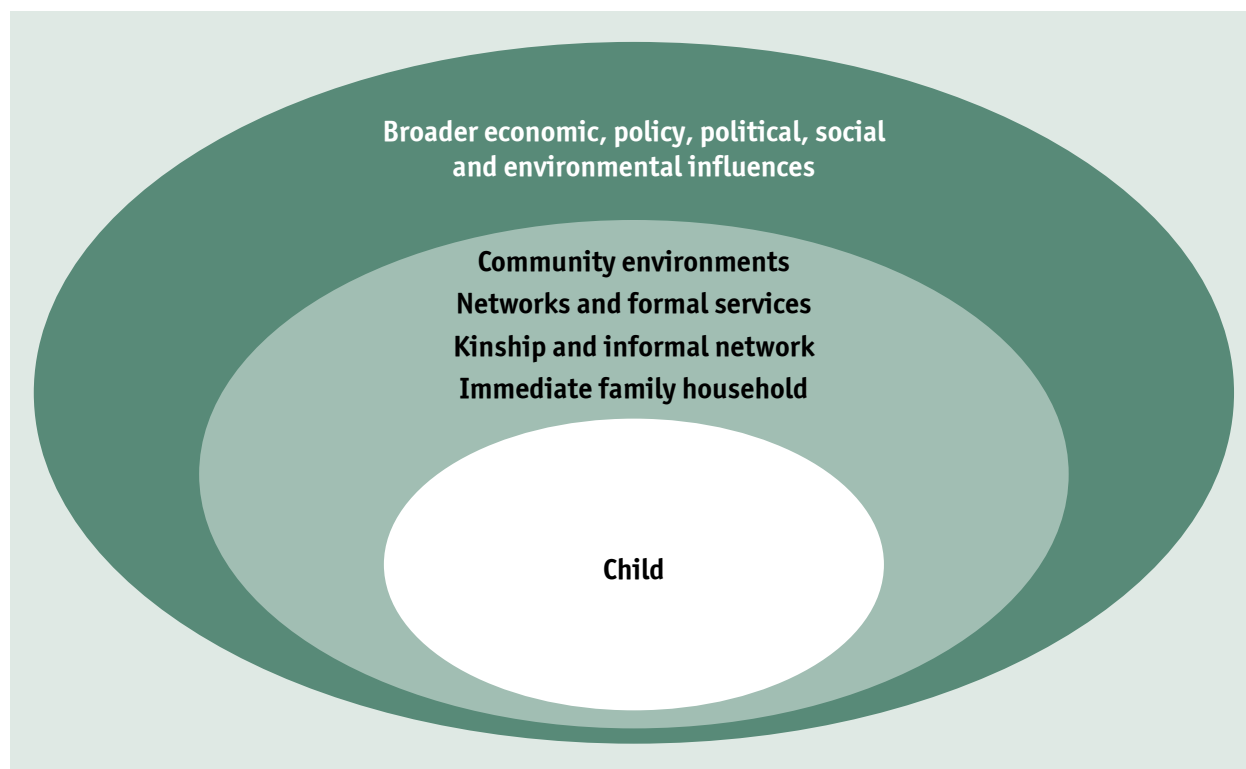 Broader economic, policy, political, social
and environmental influences
Community environments
Networks and formal services
Kinship and informal network
Immediate family household
Child